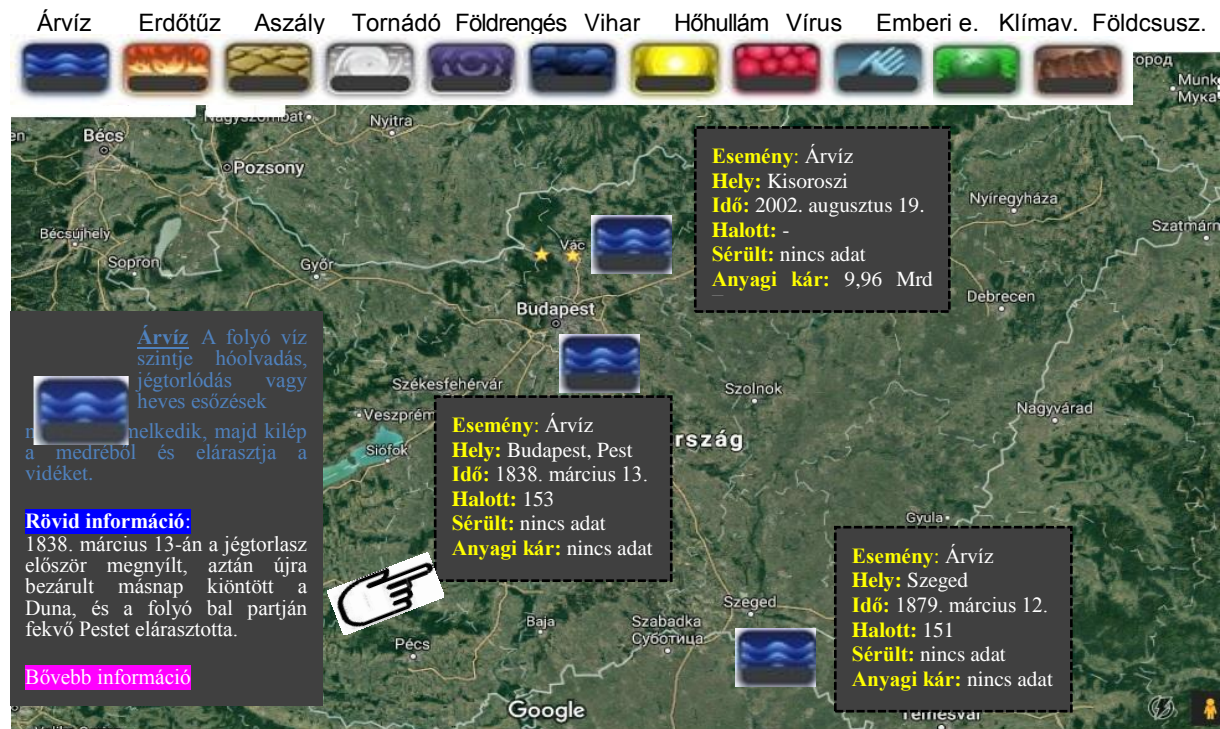 Árvíz Erdőtűz Aszály Tornádó Földrengés Vihar Hőhullám Vírus Emberi e. Klímav. Földcsusz.
ород
Munk
Мука
Nagyszombat
Nyitra
en
Bécs
Pozsony
Esemény: Árvíz
Hely: Kisoroszi
Idő: 2002. augusztus 19.
Halott: -
Sérült: nincs adat
Anyagi kár: 9,96 Mrd
Nyíregyháza
Szatmárn
Bécsújhely
Sopron
Győr
Vác
Budapest
Debrecen
Árvíz A folyó víz
szintje hóolvadás,
jégtorlódás vagy
heves esőzések
melkedik, majd kilép
a medréből és elárasztja a
vidéket.
Rövid információ:
1838. március 13-án a jégtorlasz
először megnyílt, aztán újra
bezárult másnap kiöntött a
Duna, és a folyó bal partján
fekvő Pestet elárasztotta.
Bővebb információ
Székesfehérvár
Szolnok
Veszprém
Siófok
Nagyvárad
rszág
Esemény: Árvíz
Hely: Budapest, Pest
Idő: 1838. március 13.
Halott: 153
Sérült: nincs adat
Anyagi kár: nincs adat
Gyula
Esemény: Árvíz
Hely: Szeged
Idő: 1879. március 12.
Halott: 151
Sérült: nincs adat
Anyagi kár: nincs adat
Szeged
Baja
Szabadka
Суботица
Pécs
Google
Temesvár